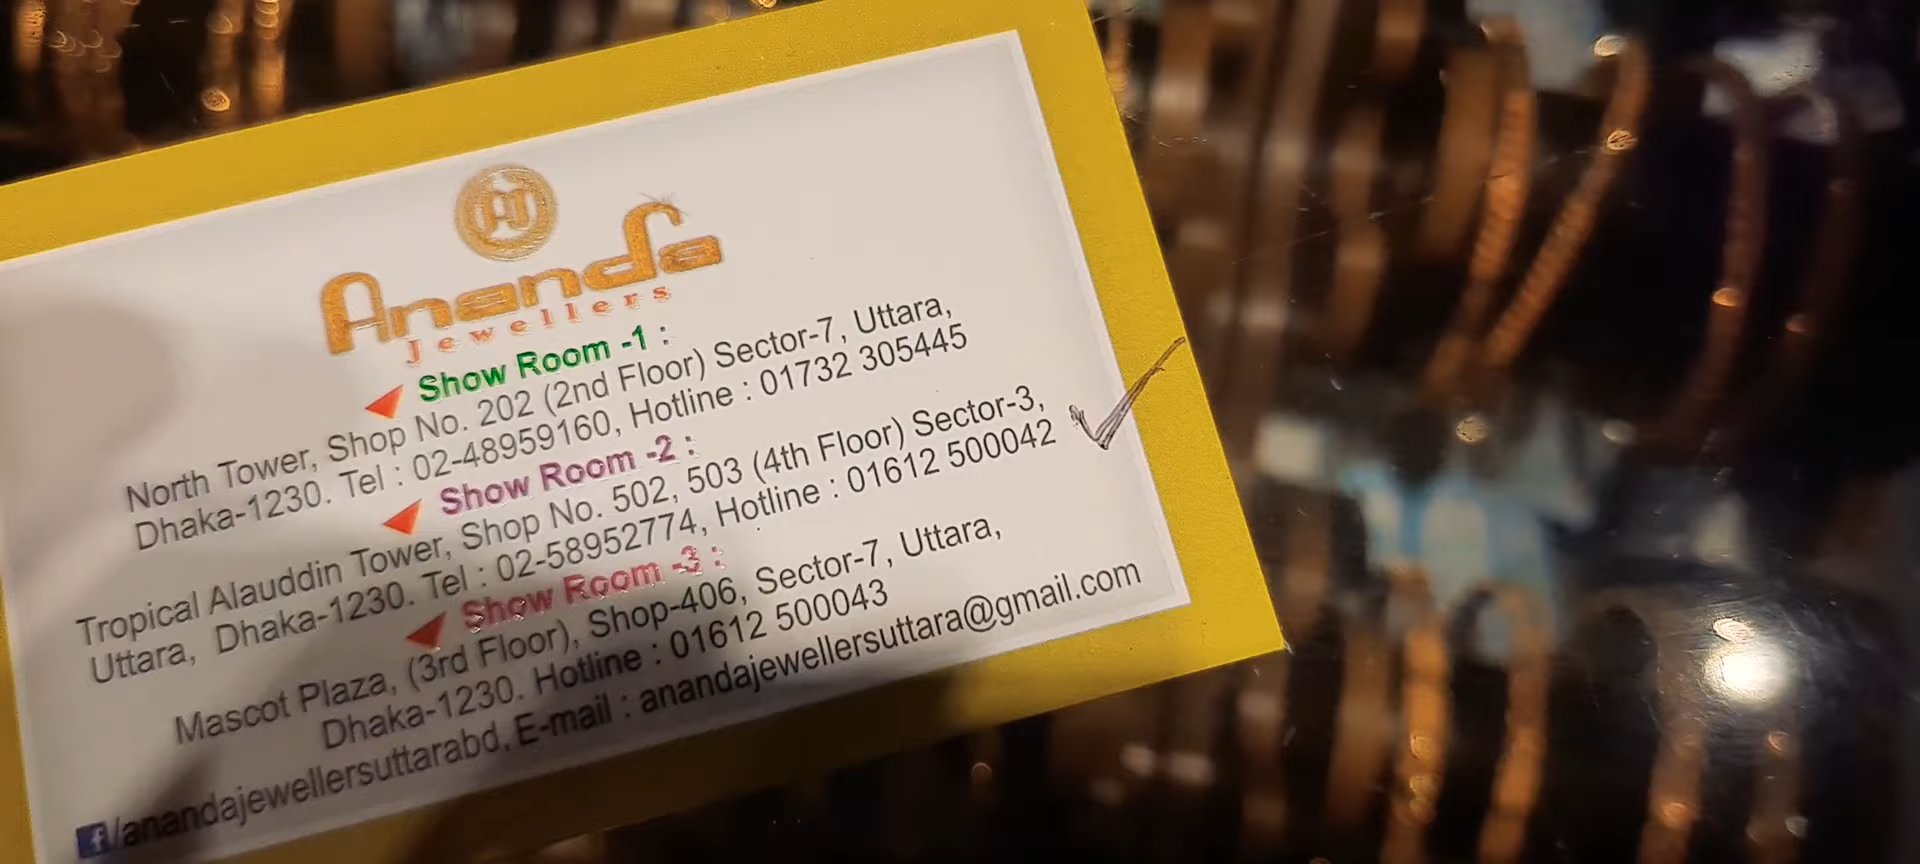 Ananda
Jewellers
Show Room -1 :
North Tower, Shop No. 202 (2nd Floor) Sector-7, Uttara,
Dhaka-1230. Tel : 02-48959160, Hotline : 01732 305445
Show Room -2 :
Tropical Alauddin Tower, Shop No. 502, 503 (4th Floor) Sector-3,
Uttara, Dhaka-1230. Tel : 02-58952774, Hotline : 01612 500042
Show Room -3 :
Mascot Plaza, (3rd Floor), Shop-406, Sector-7, Uttara,
Dhaka-1230. Hotline : 01612 500043
f/anandajewellersuttarabd, E-mail : anandajewellersuttara@gmail.com